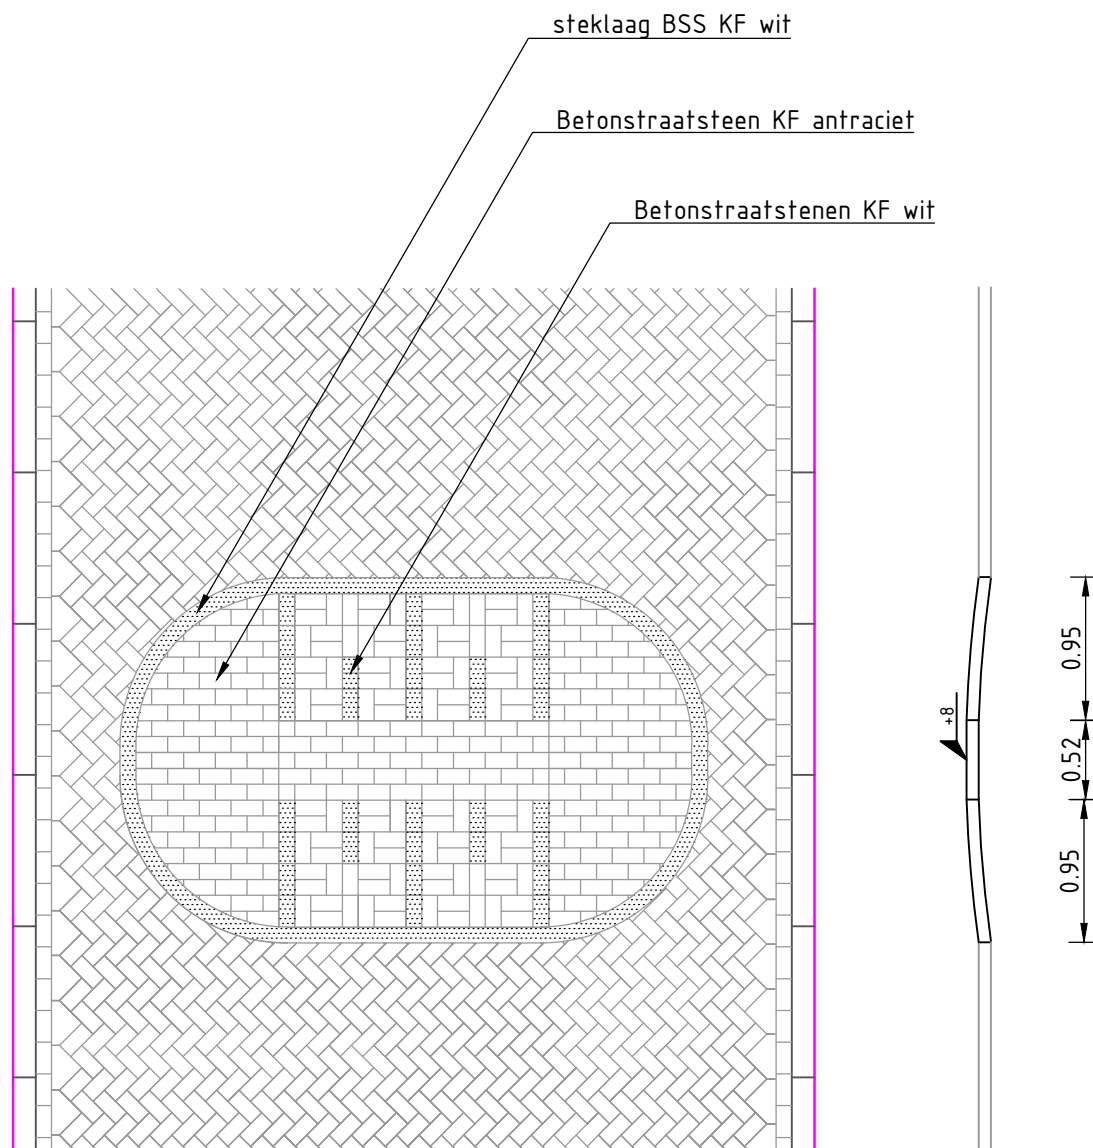 steklaag BSS KF wit
Betonstraatsteen KF antraciet
Betonstraatstenen KF wit
0.95
+8
0.52
0.95